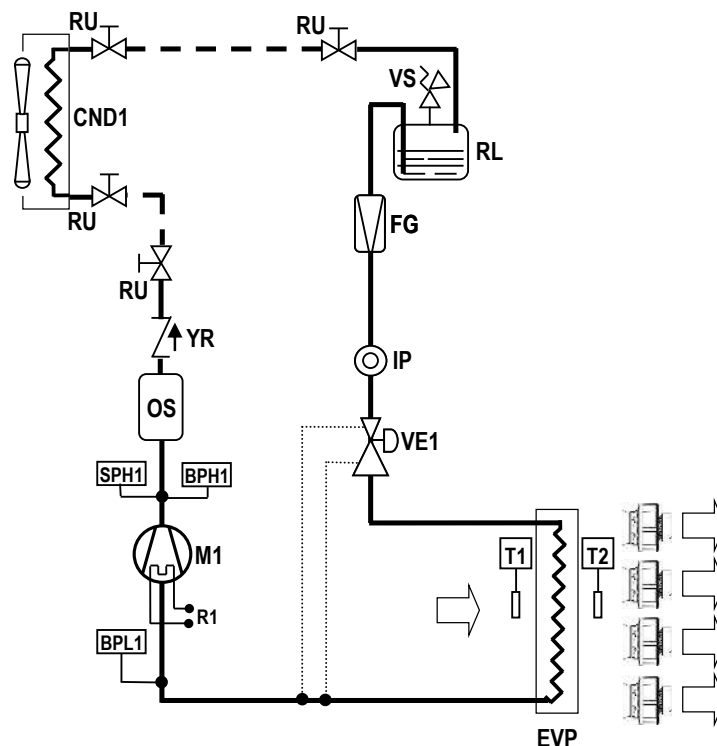 RU
RU
VS
CND1
RL
RU
FG
RU
YR
IP
OS
VE1
SPH1
BPH1
M1
T1
T2
R1
BPL1
EVP